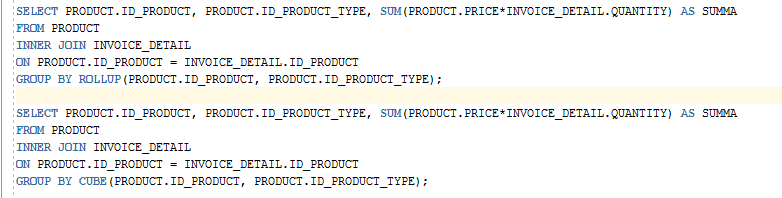 SELECT PRODUCT.ID_PRODUCT, PRODUCT.ID_PRODUCT_TYPE, SUM(PRODUCT.PRICE*INVOICE_DETAIL.QUANTITY) AS SUMMA
FROM PRODUCT
INNER JOIN INVOICE_DETAIL
ON PRODUCT.ID_PRODUCT = INVOICE_DETAIL.ID_PRODUCT
GROUP BY ROLLUP(PRODUCT.ID_PRODUCT, PRODUCT.ID_PRODUCT_TYPE);
SELECT PRODUCT.ID_PRODUCT, PRODUCT.ID_PRODUCT_TYPE, SUM(PRODUCT.PRICE*INVOICE_DETAIL.QUANTITY) AS SUMMA
FROM PRODUCT
INNER JOIN INVOICE_DETAIL
ON PRODUCT.ID_PRODUCT = INVOICE_DETAIL.ID_PRODUCT
GROUP BY CUBE(PRODUCT.ID_PRODUCT, PRODUCT.ID_PRODUCT_TYPE);